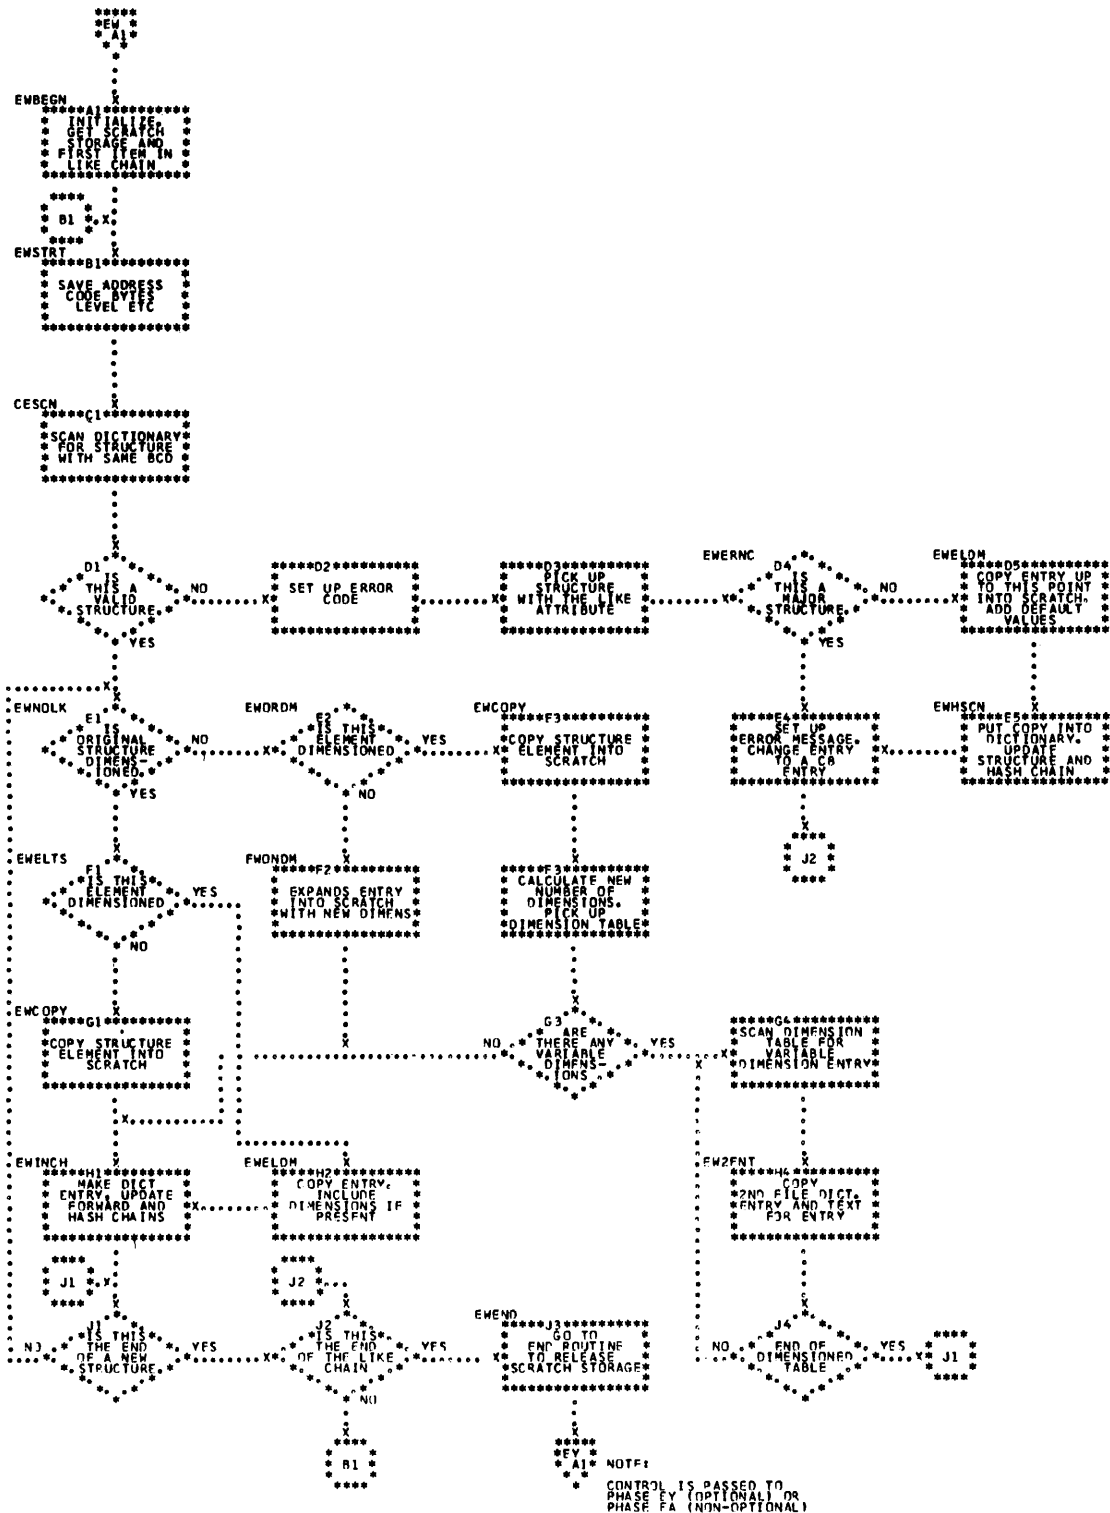 EW
A1
EWBEGN
A1
INITIALIZE.
GET SCRATCH
STORAGE AND
FIRST ITEM IN
LIKE CHAIN
B1
EWSTRT
B1
SAVE ADDRESS
CODE BYTES
LEVEL ETC
CESCN
C1
SCAN DICTIONARY
FOR STRUCTURE
WITH SAME BCD
D1
IS
THIS A
VALID
STRUCTURE
NO
YES
D2
SET UP ERROR
CODE
D3
PICK UP
STRUCTURE
WITH THE LIKE
ATTRIBUTE
EWERNC
D4
IS
THIS A
MAJOR
STRUCTURE
NO
YES
EWELDM
D5
COPY ENTRY UP
TO THIS POINT
INTO SCRATCH.
ADD DEFAULT
VALUES
EWNOLK
E1
IS
ORIGINAL
STRUCTURE
DIMENS-
IONED
NO
YES
EWORDM
E2
IS THIS
ELEMENT
DIMENSIONED
YES
NO
EWCOPY
E3
COPY STRUCTURE
ELEMENT INTO
SCRATCH
E4
SET UP
ERROR MESSAGE.
CHANGE ENTRY
TO A C8
ENTRY
EWHSCN
E5
PUT COPY INTO
DICTIONARY.
UPDATE
STRUCTURE AND
HASH CHAIN
J2
EWELTS
F1
IS THIS
ELEMENT
DIMENSIONED
YES
NO
EWONDM
F2
EXPANDS ENTRY
INTO SCRATCH
WITH NEW DIMENS
F3
CALCULATE NEW
NUMBER OF
DIMENSIONS.
PICK UP
DIMENSION TABLE
EWCOPY
G1
COPY STRUCTURE
ELEMENT INTO
SCRATCH
G3
ARE
THERE ANY
VARIABLE
DIMENS-
IONS
NO
YES
G4
SCAN DIMENSION
TABLE FOR
VARIABLE
DIMENSION ENTRY
EWINCH
H1
MAKE DICT
ENTRY, UPDATE
FORWARD AND
HASH CHAINS
EWELDM
H2
COPY ENTRY.
INCLUDE
DIMENSIONS IF
PRESENT
EW2ENT
H4
COPY
2ND FILE DICT.
ENTRY AND TEXT
FOR ENTRY
J1
J2
J1
IS THIS
THE END
OF A NEW
STRUCTURE
NO
YES
J2
IS THIS
THE END
OF THE LIKE
CHAIN
YES
NO
EWEND
J3
GO TO
END ROUTINE
TO RELEASE
SCRATCH STORAGE
J4
END OF
DIMENSIONED
TABLE
NO
YES
J1
B1
EY
A1
NOTE:
CONTROL IS PASSED TO
PHASE EY (OPTIONAL) OR
PHASE FA (NON-OPTIONAL)